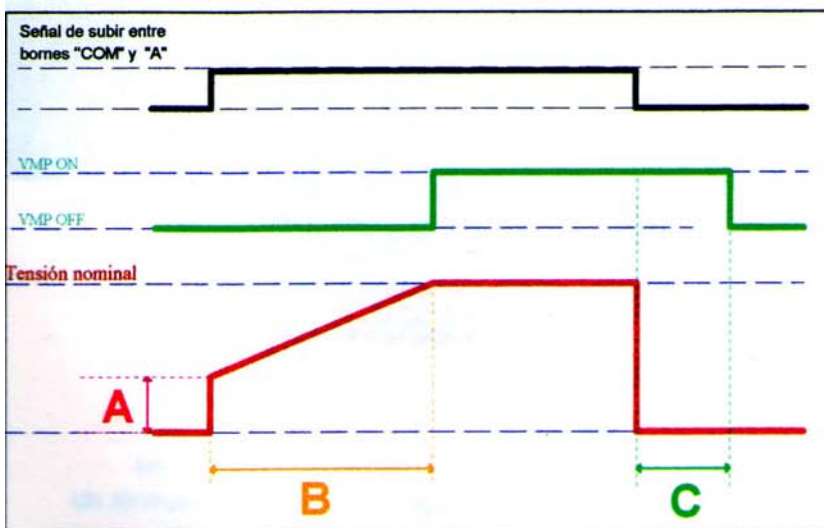 Señal de subir entre
bornes "COM" y "A"
VMP ON
VMP OFF
Tensión nominal
A
B
C